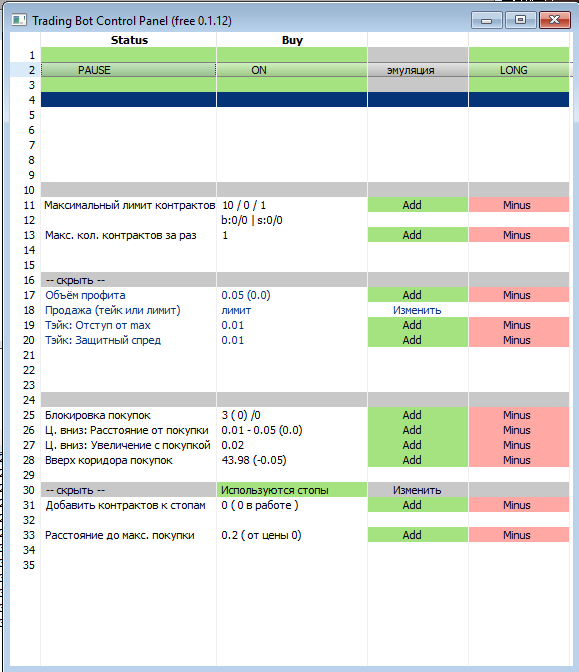 Trading Bot Control Panel (free 0.1.12)
Status Buy
1
2 PAUSE ON эмуляция LONG
3
4
5
6
7
8
9
10
11 Максимальный лимит контрактов 10 / 0 / 1 Add Minus
12 b:0/0 | s:0/0
13 Макс. кол. контрактов за раз 1 Add Minus
14
15
16 -- скрыть --
17 Объём профита 0.05 (0.0) Add Minus
18 Продажа (тейк или лимит) лимит Изменить
19 Тэйк: Отступ от max 0.01 Add Minus
20 Тэйк: Защитный спред 0.01 Add Minus
21
22
23
24
25 Блокировка покупок 3 ( 0) /0 Add Minus
26 Ц. вниз: Расстояние от покупки 0.01 - 0.05 (0.0) Add Minus
27 Ц. вниз: Увеличение с покупкой 0.02 Add Minus
28 Вверх коридора покупок 43.98 (-0.05) Add Minus
29
30 -- скрыть -- Используются стопы Изменить
31 Добавить контрактов к стопам 0 ( 0 в работе ) Add Minus
32
33 Расстояние до макс. покупки 0.2 ( от цены 0) Add Minus
34
35